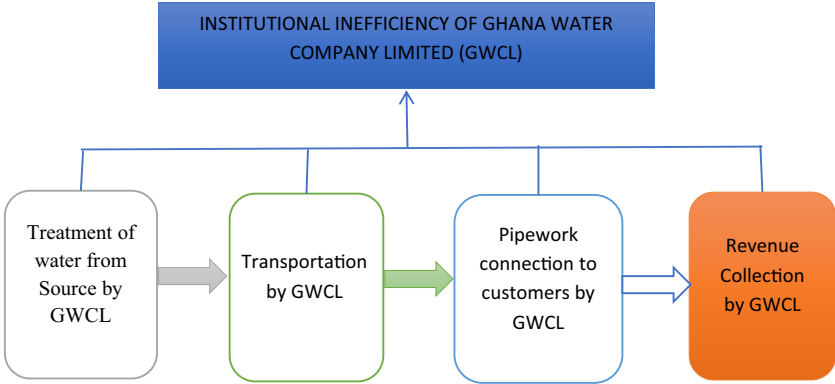 INSTITUTIONAL INEFFICIENCY OF GHANA WATER
COMPANY LIMITED (GWCL)
Treatment of
water from
Source by
GWCL
Transportation
by GWCL
Pipework
connection to
customers by
GWCL
Revenue
Collection
by GWCL